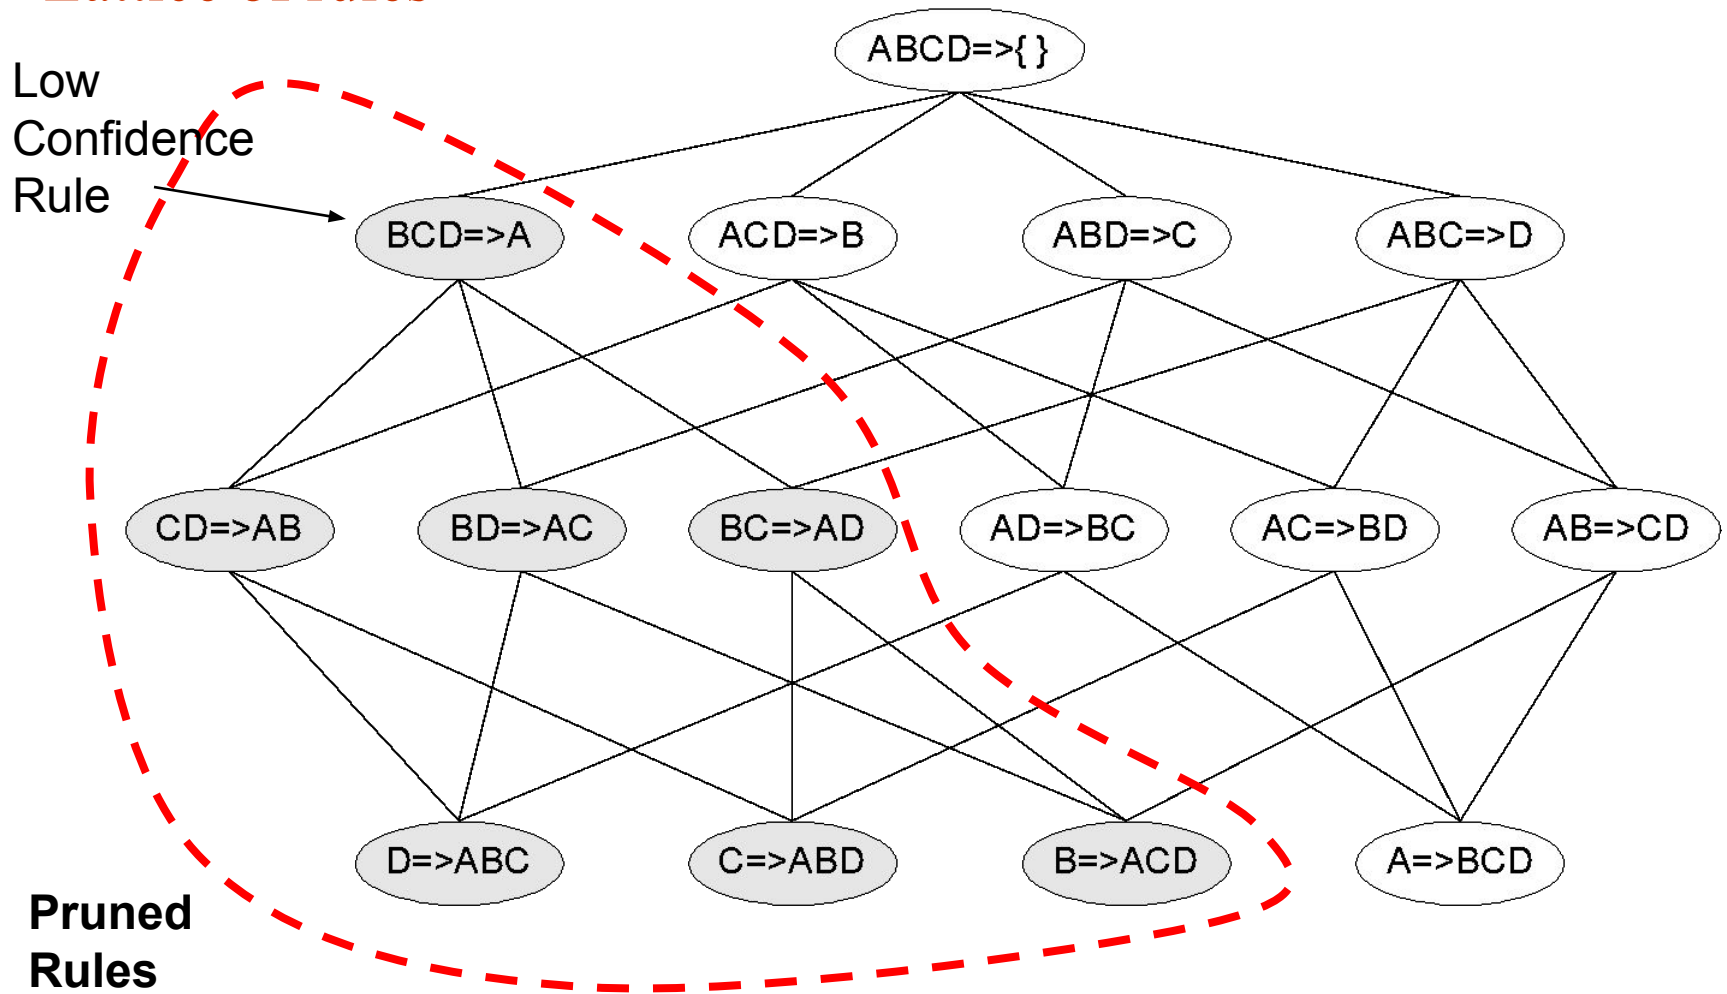 ABCD=>{ }
Low
Confidence
Rule
BCD=>A
ACD=>B
ABD=>C
ABC=>D
CD=>AB
BD=>AC
BC=>AD
AD=>BC
AC=>BD
AB=>CD
D=>ABC
C=>ABD
B=>ACD
A=>BCD
Pruned
Rules